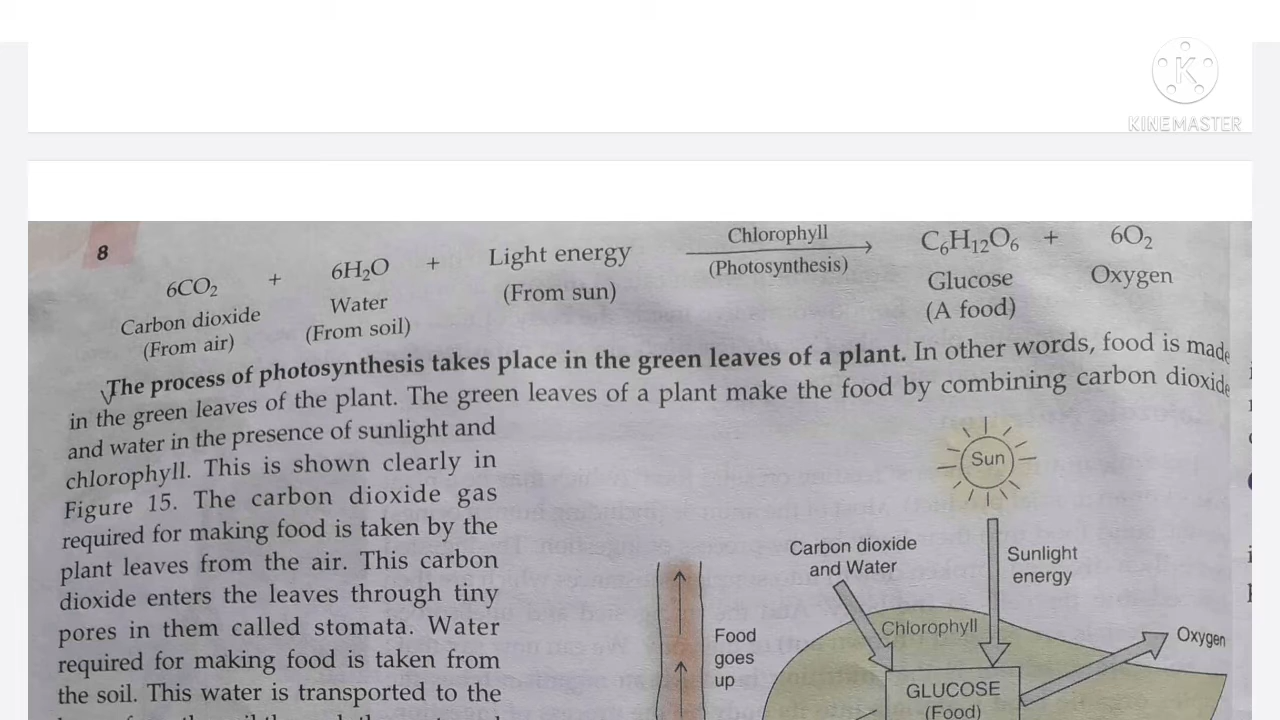 KINEMASTER
8
Chlorophyll
6CO2 + 6H2O + Light energy (Photosynthesis) C6H12O6 + 6O2
Carbon dioxide Water (From sun) Glucose Oxygen
(From air) (From soil) (A food)
The process of photosynthesis takes place in the green leaves of a plant. In other words, food is made
in the green leaves of the plant. The green leaves of a plant make the food by combining carbon dioxide
and water in the presence of sunlight and
chlorophyll. This is shown clearly in
Figure 15. The carbon dioxide gas
required for making food is taken by the
plant leaves from the air. This carbon
dioxide enters the leaves through tiny
pores in them called stomata. Water
required for making food is taken from
the soil. This water is transported to the
Sun
Carbon dioxide
and Water
Sunlight
energy
Chlorophyll
Oxygen
Food
goes
up
GLUCOSE
(Food)